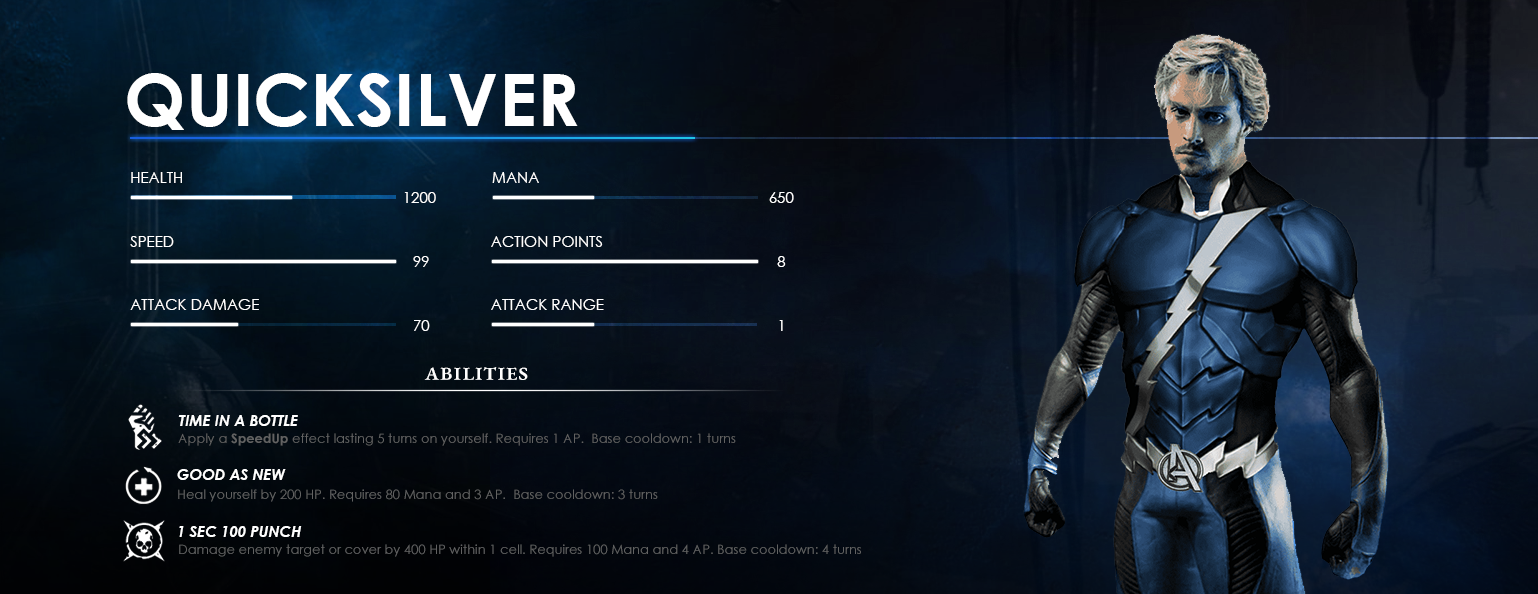 QUICKSILVER
HEALTH 1200 MANA 650
SPEED 99 ACTION POINTS 8
ATTACK DAMAGE 70 ATTACK RANGE 1
ABILITIES
TIME IN A BOTTLE
Apply a SpeedUp effect lasting 5 turns on yourself. Requires 1 AP. Base cooldown: 1 turns
GOOD AS NEW
Heal yourself by 200 HP. Requires 80 Mana and 3 AP. Base cooldown: 3 turns
1 SEC 100 PUNCH
Damage enemy target or cover by 400 HP within 1 cell. Requires 100 Mana and 4 AP. Base cooldown: 4 turns